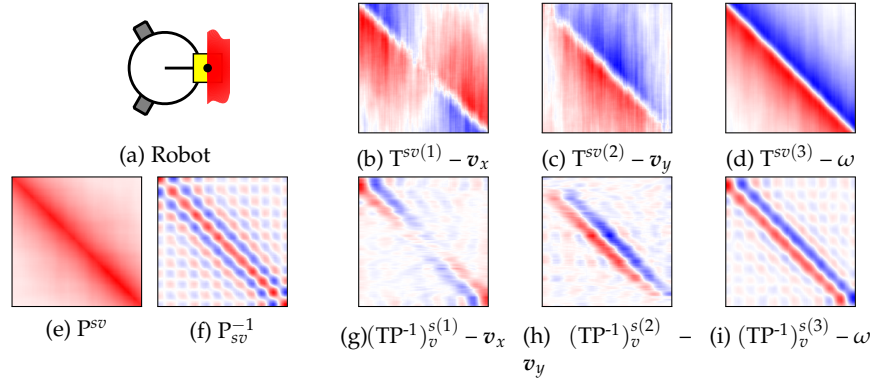 (a) Robot
(b) T^{sv(1)} – v_x
(c) T^{sv(2)} – v_y
(d) T^{sv(3)} – ω
(e) P^{sv}
(f) P_{sv}^{-1}
(g)(TP^{-1})_v^{s(1)} – v_x
(h) (TP^{-1})_v^{s(2)} –
v_y
(i) (TP^{-1})_v^{s(3)} – ω